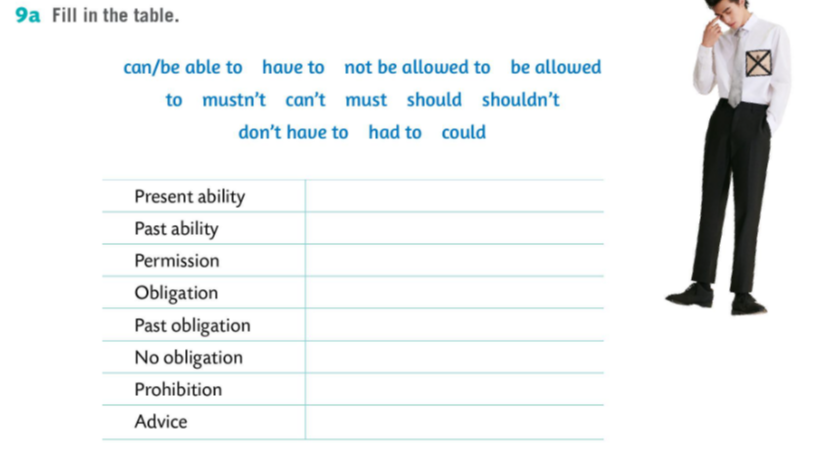 9a Fill in the table.
can/be able to have to not be allowed to be allowed
to mustn't can't must should shouldn't
don't have to had to could
Present ability
Past ability
Permission
Obligation
Past obligation
No obligation
Prohibition
Advice